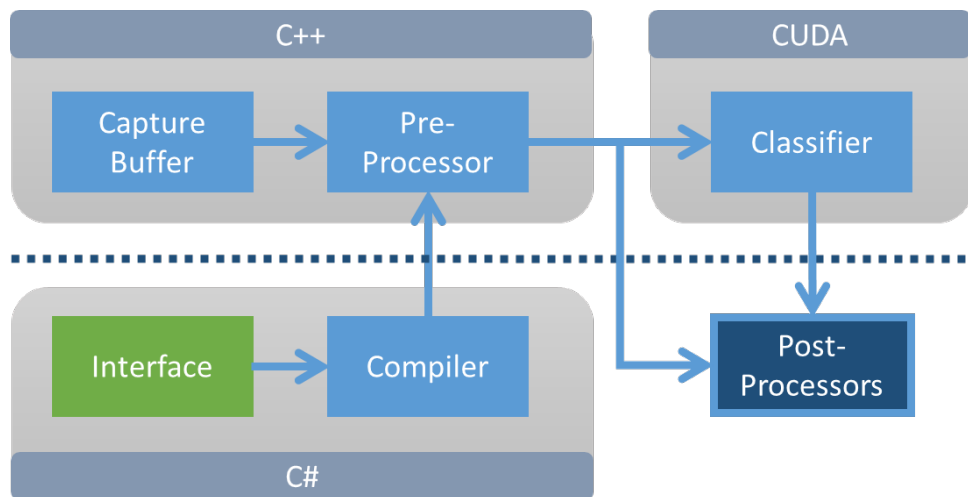 C++
CUDA
Capture
Buffer
Pre-
Processor
Classifier
Interface
Compiler
Post-
Processors
C#